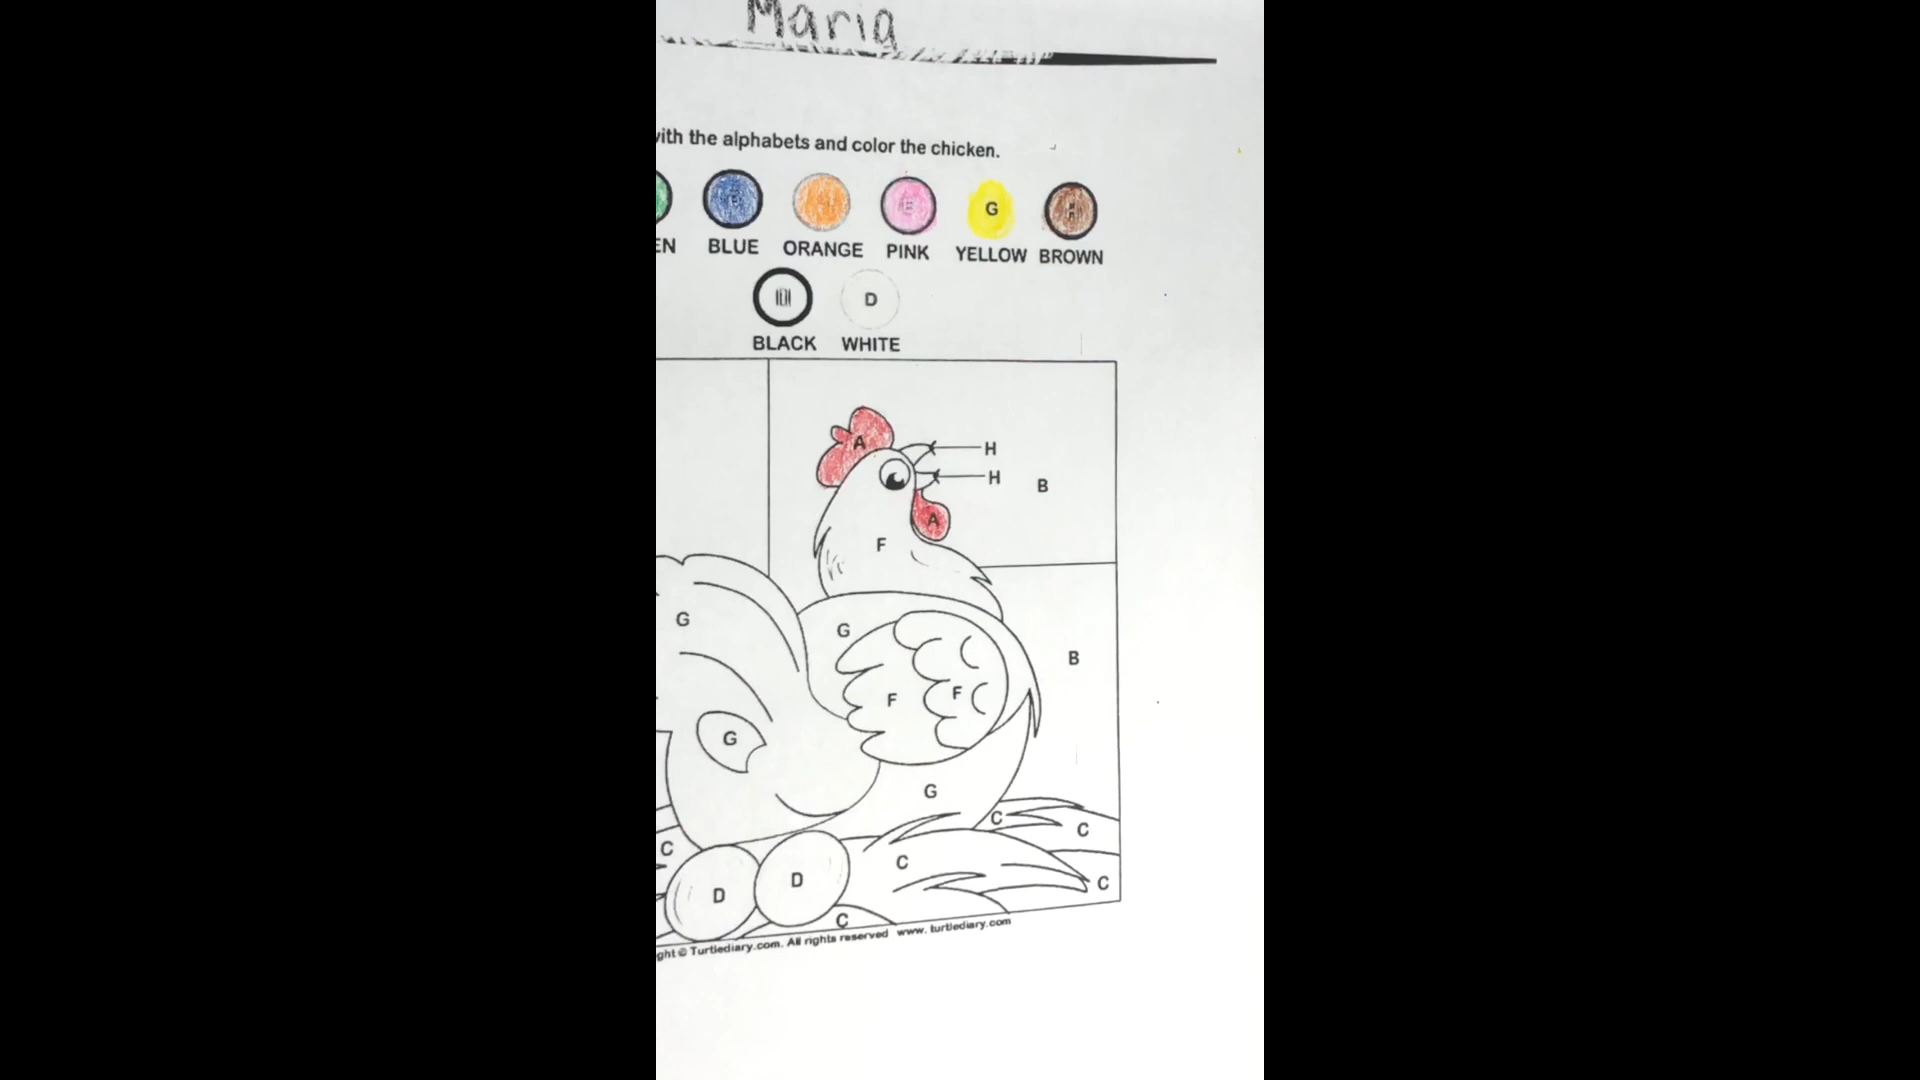 Maria
with the alphabets and color the chicken.
G
EN BLUE ORANGE PINK YELLOW BROWN
D
BLACK WHITE
A
H
H
B
A
F
G
G
B
F
F
G
G
C
C
C
C
C
D
D
C
ght © Turtlediary.com. All rights reserved www.turtlediary.com